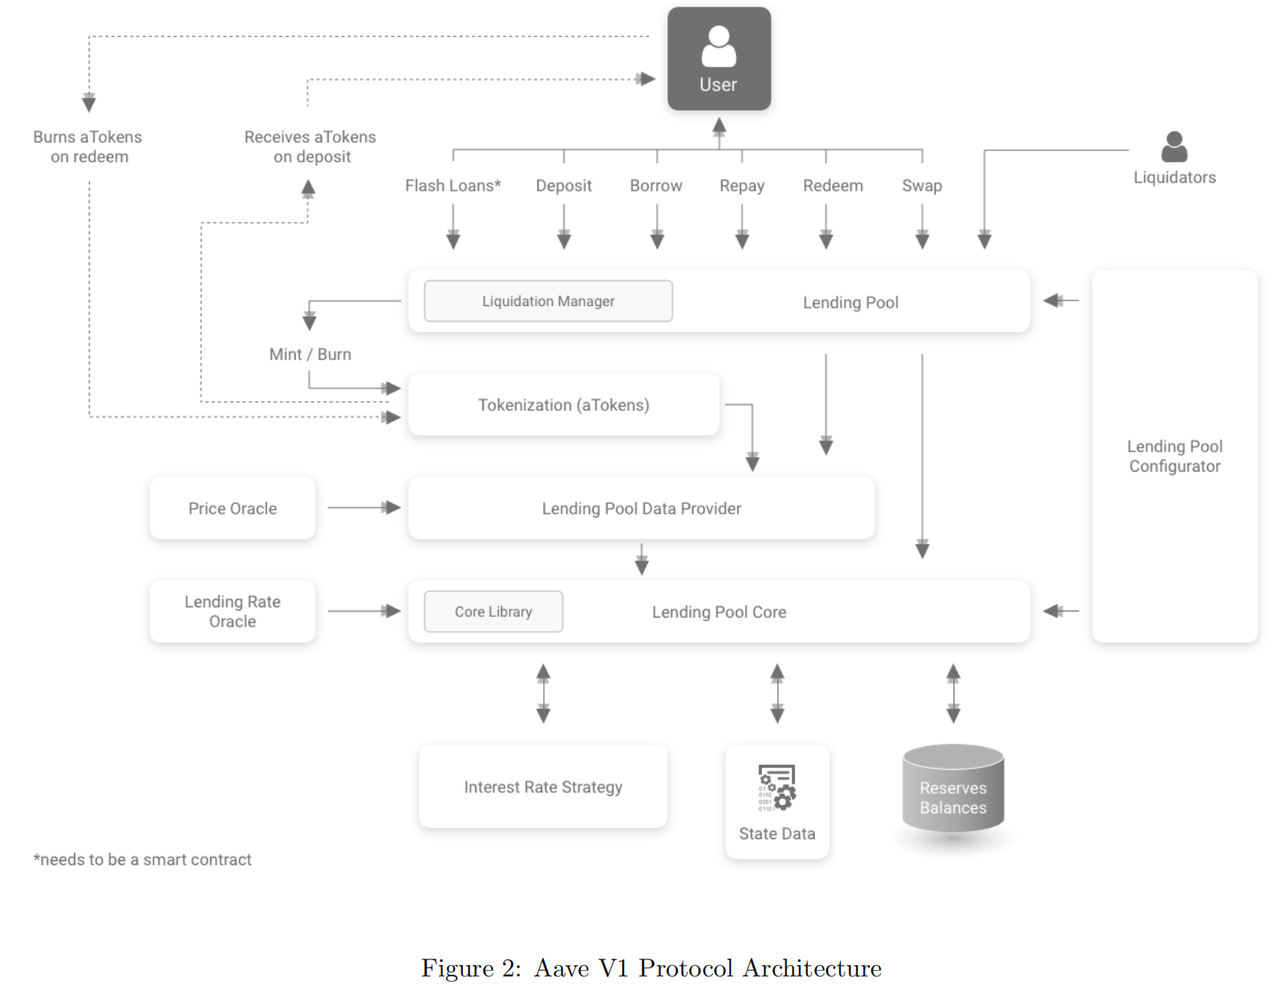 User
Burns aTokens
on redeem
Receives aTokens
on deposit
Flash Loans*
Deposit
Borrow
Repay
Redeem
Swap
Liquidators
Liquidation Manager
Lending Pool
Mint / Burn
Tokenization (aTokens)
Lending Pool
Configurator
Price Oracle
Lending Pool Data Provider
Lending Rate
Oracle
Core Library
Lending Pool Core
Interest Rate Strategy
State Data
Reserves
Balances
*needs to be a smart contract
Figure 2: Aave V1 Protocol Architecture